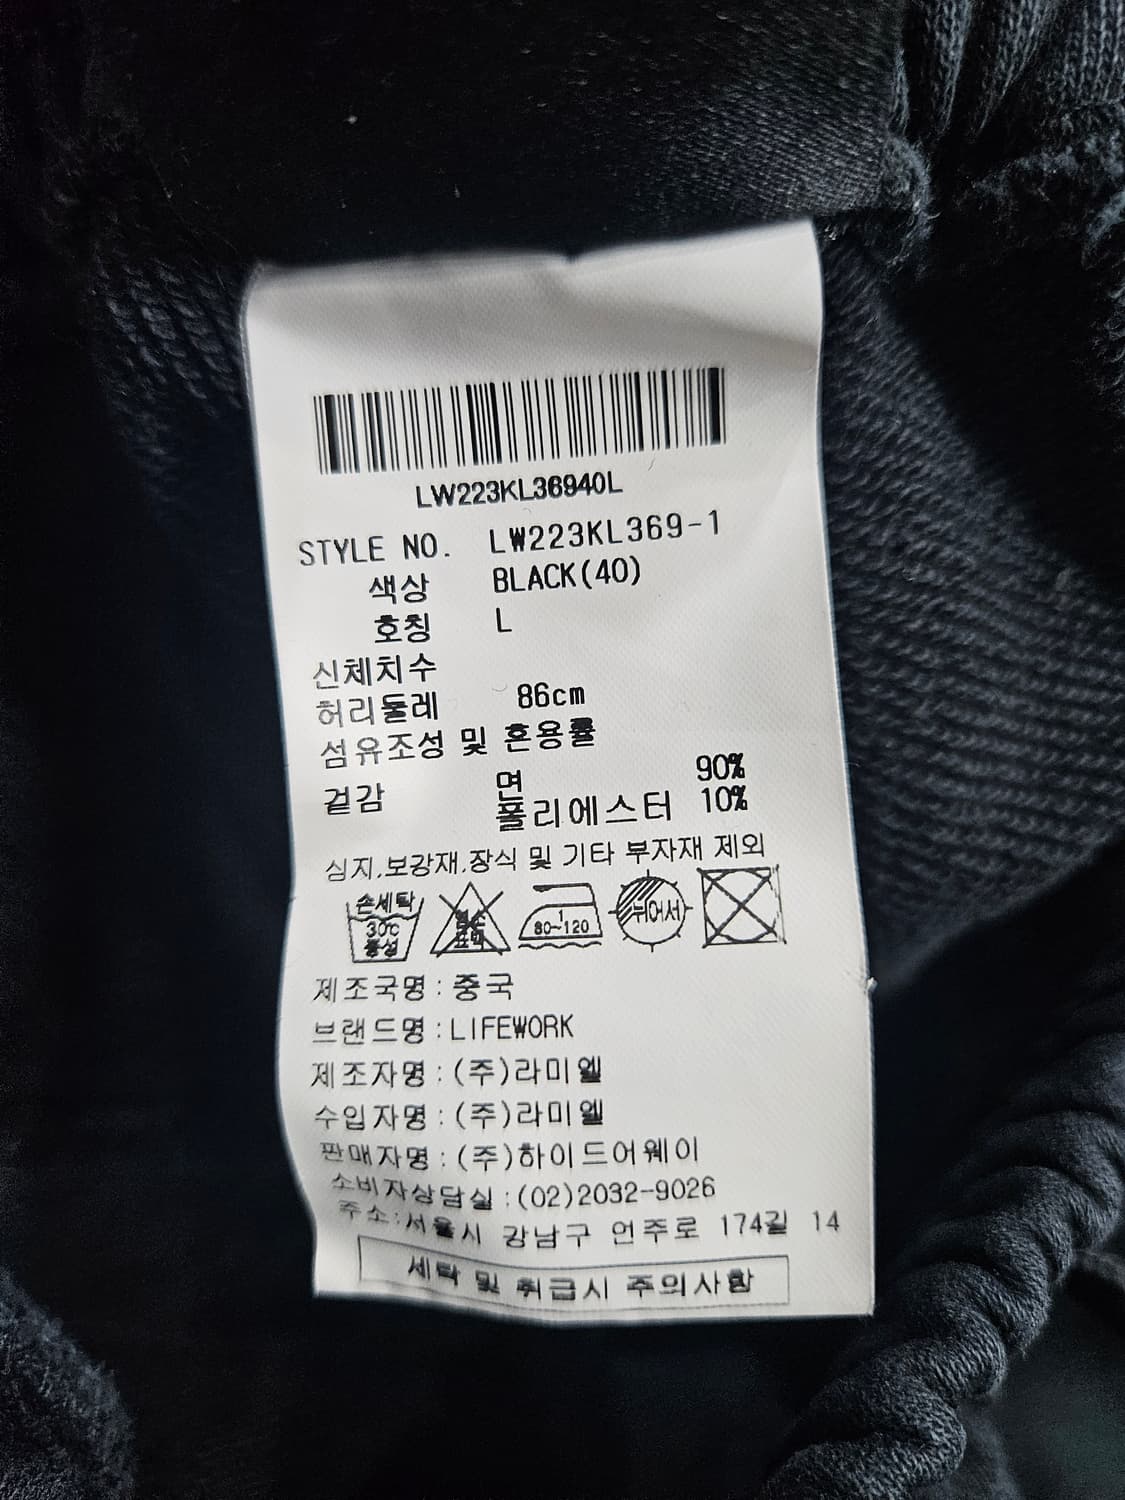 LW223KL36940L
STYLE NO. LW223KL369-1
색상 BLACK(40)
호칭 L
신체치수
허리둘레 86cm
섬유조성 및 혼용률
겉감 면 90%
폴리에스터 10%
심지,보강재,장식 및 기타 부자재 제외
손세탁 30℃ 중성
염소 표백
1 80~120
뉘어서
제조국명:중국
브랜드명:LIFEWORK
제조자명:(주)라미엘
수입자명:(주)라미엘
판매자명:(주)하이드어웨이
소비자상담실:(02)2032-9026
주소:서울시 강남구 언주로 174길 14
세탁 및 취급시 주의사항